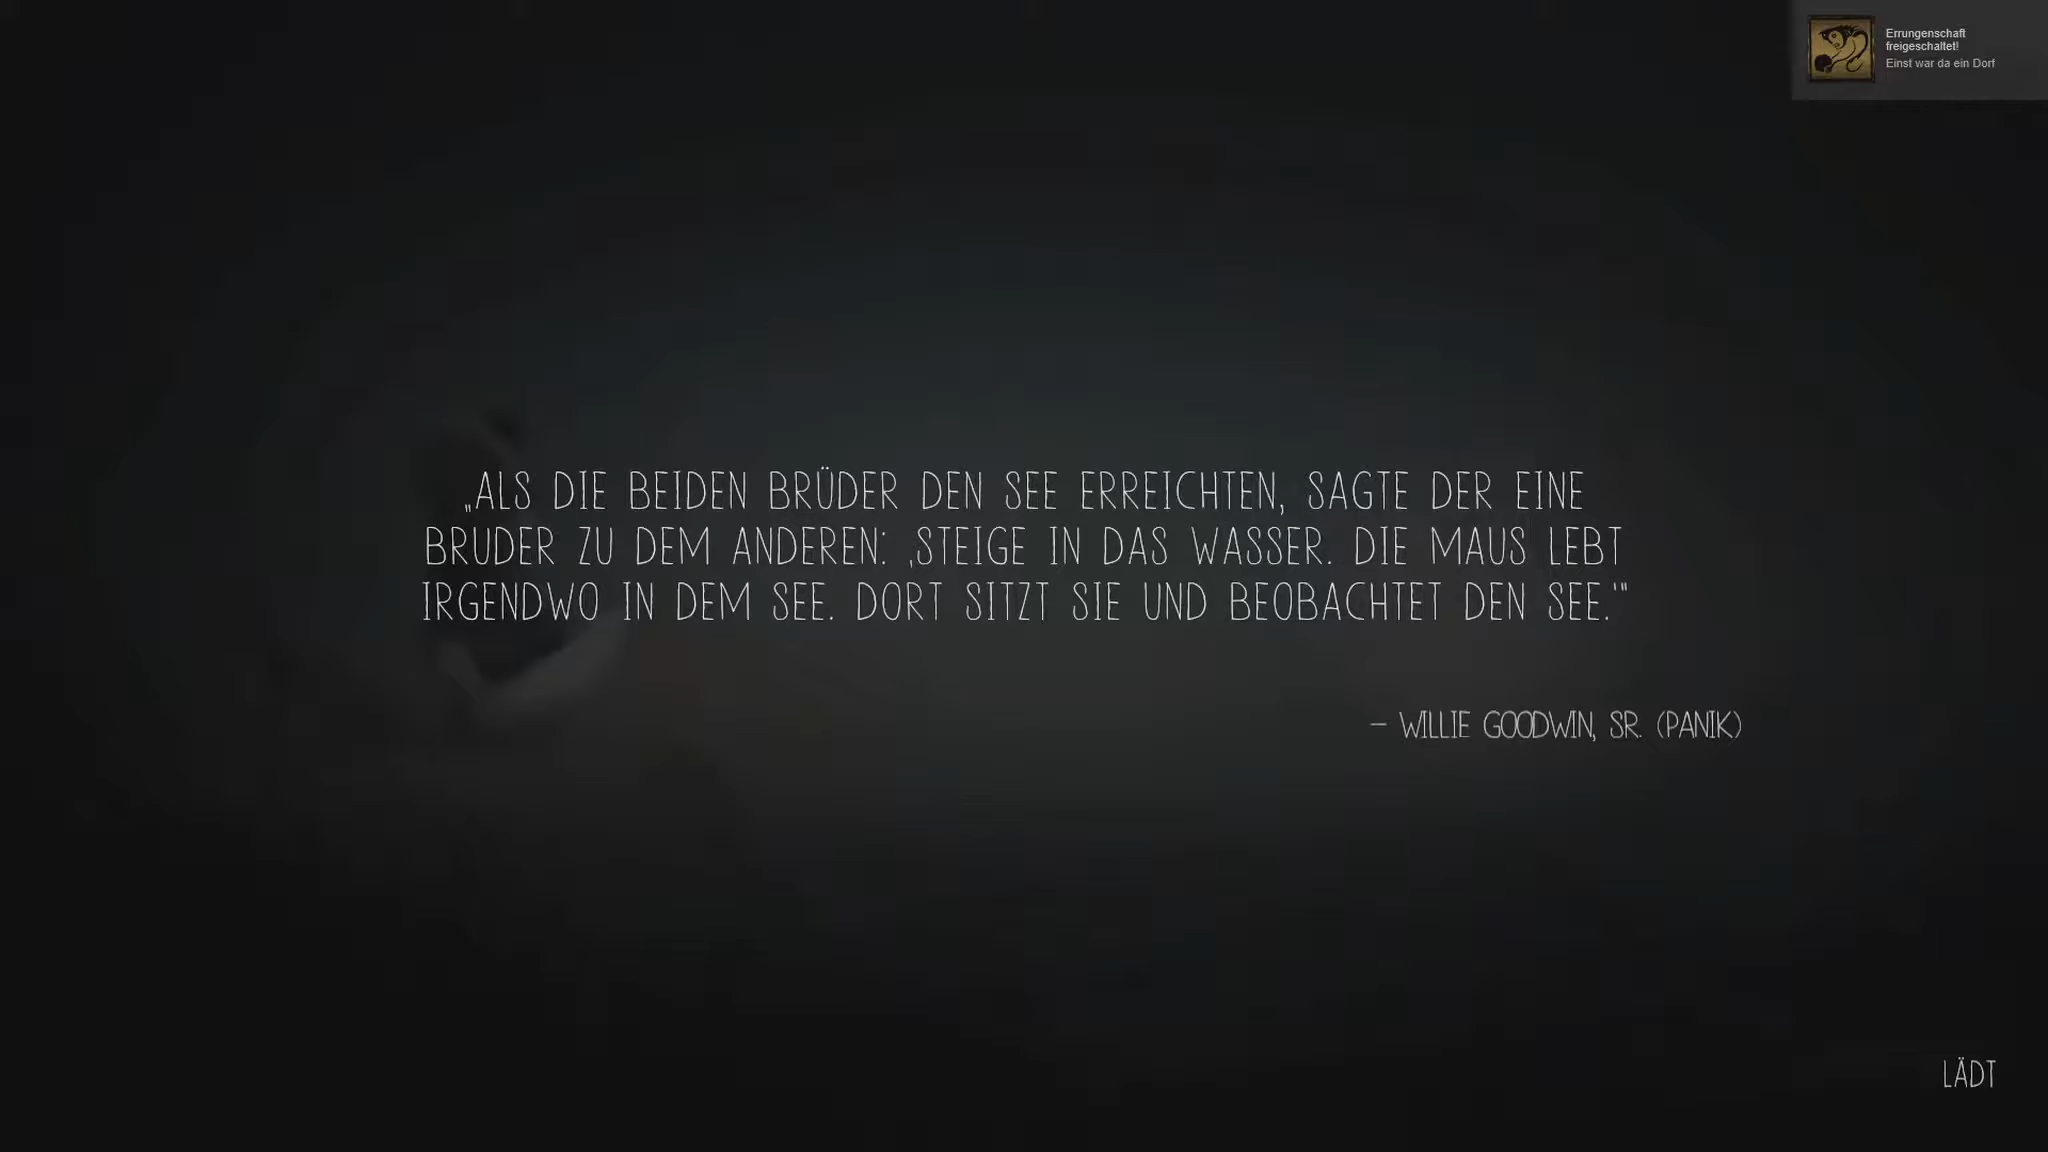 Errungenschaft
freigeschaltet!
Einst war da ein Dorf
„ALS DIE BEIDEN BRÜDER DEN SEE ERREICHTEN, SAGTE DER EINE
BRUDER ZU DEM ANDEREN: ‚STEIGE IN DAS WASSER. DIE MAUS LEBT
IRGENDWO IN DEM SEE. DORT SITZT SIE UND BEOBACHTET DEN SEE.'"
– WILLIE GOODWIN, SR. (PANIK)
LÄDT